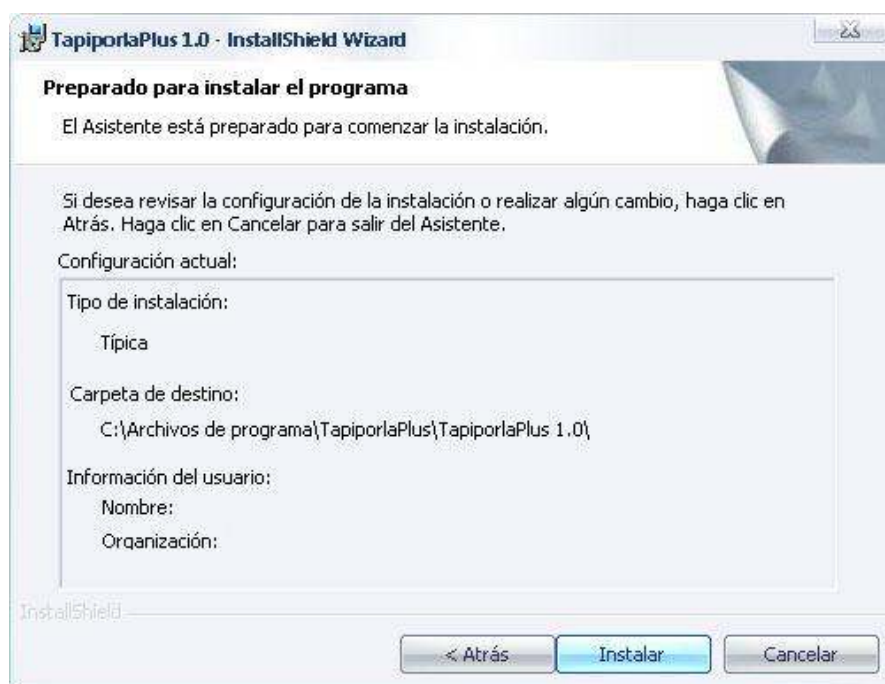 TapiporlaPlus 1.0 - InstallShield Wizard
Preparado para instalar el programa
El Asistente está preparado para comenzar la instalación.
Si desea revisar la configuración de la instalación o realizar algún cambio, haga clic en
Atrás. Haga clic en Cancelar para salir del Asistente.
Configuración actual:
Tipo de instalación:
Típica
Carpeta de destino:
C:\Archivos de programa\TapiporlaPlus\TapiporlaPlus 1.0\
Información del usuario:
Nombre:
Organización:
InstallShield
< Atrás
Instalar
Cancelar